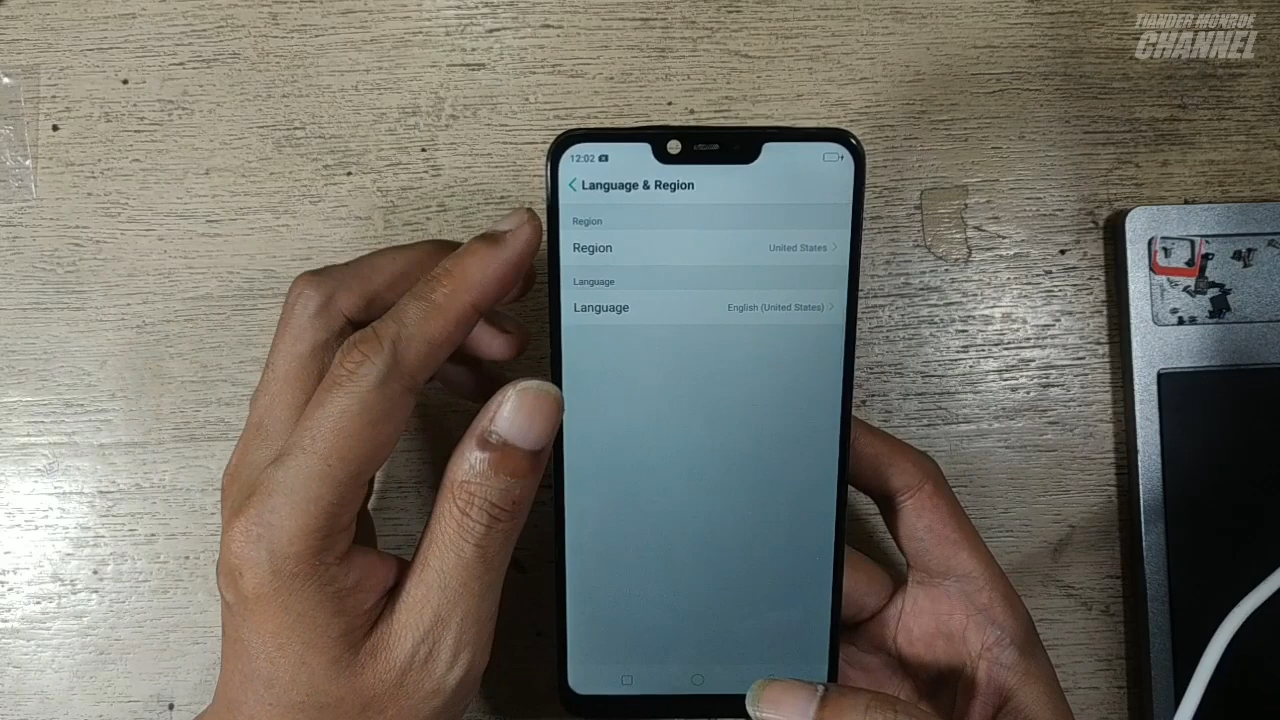 TIANDER MONROE
CHANNEL
12:02
Language & Region
Region
Region United States
Language
Language English (United States)